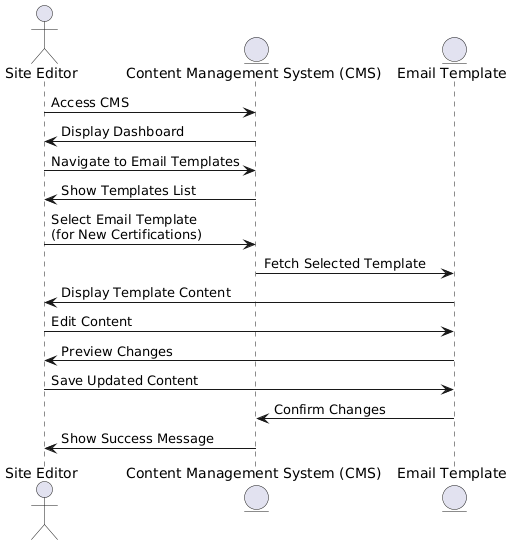 Site Editor
Content Management System (CMS)
Email Template
Access CMS
Display Dashboard
Navigate to Email Templates
Show Templates List
Select Email Template
(for New Certifications)
Fetch Selected Template
Display Template Content
Edit Content
Preview Changes
Save Updated Content
Confirm Changes
Show Success Message
Site Editor
Content Management System (CMS)
Email Template